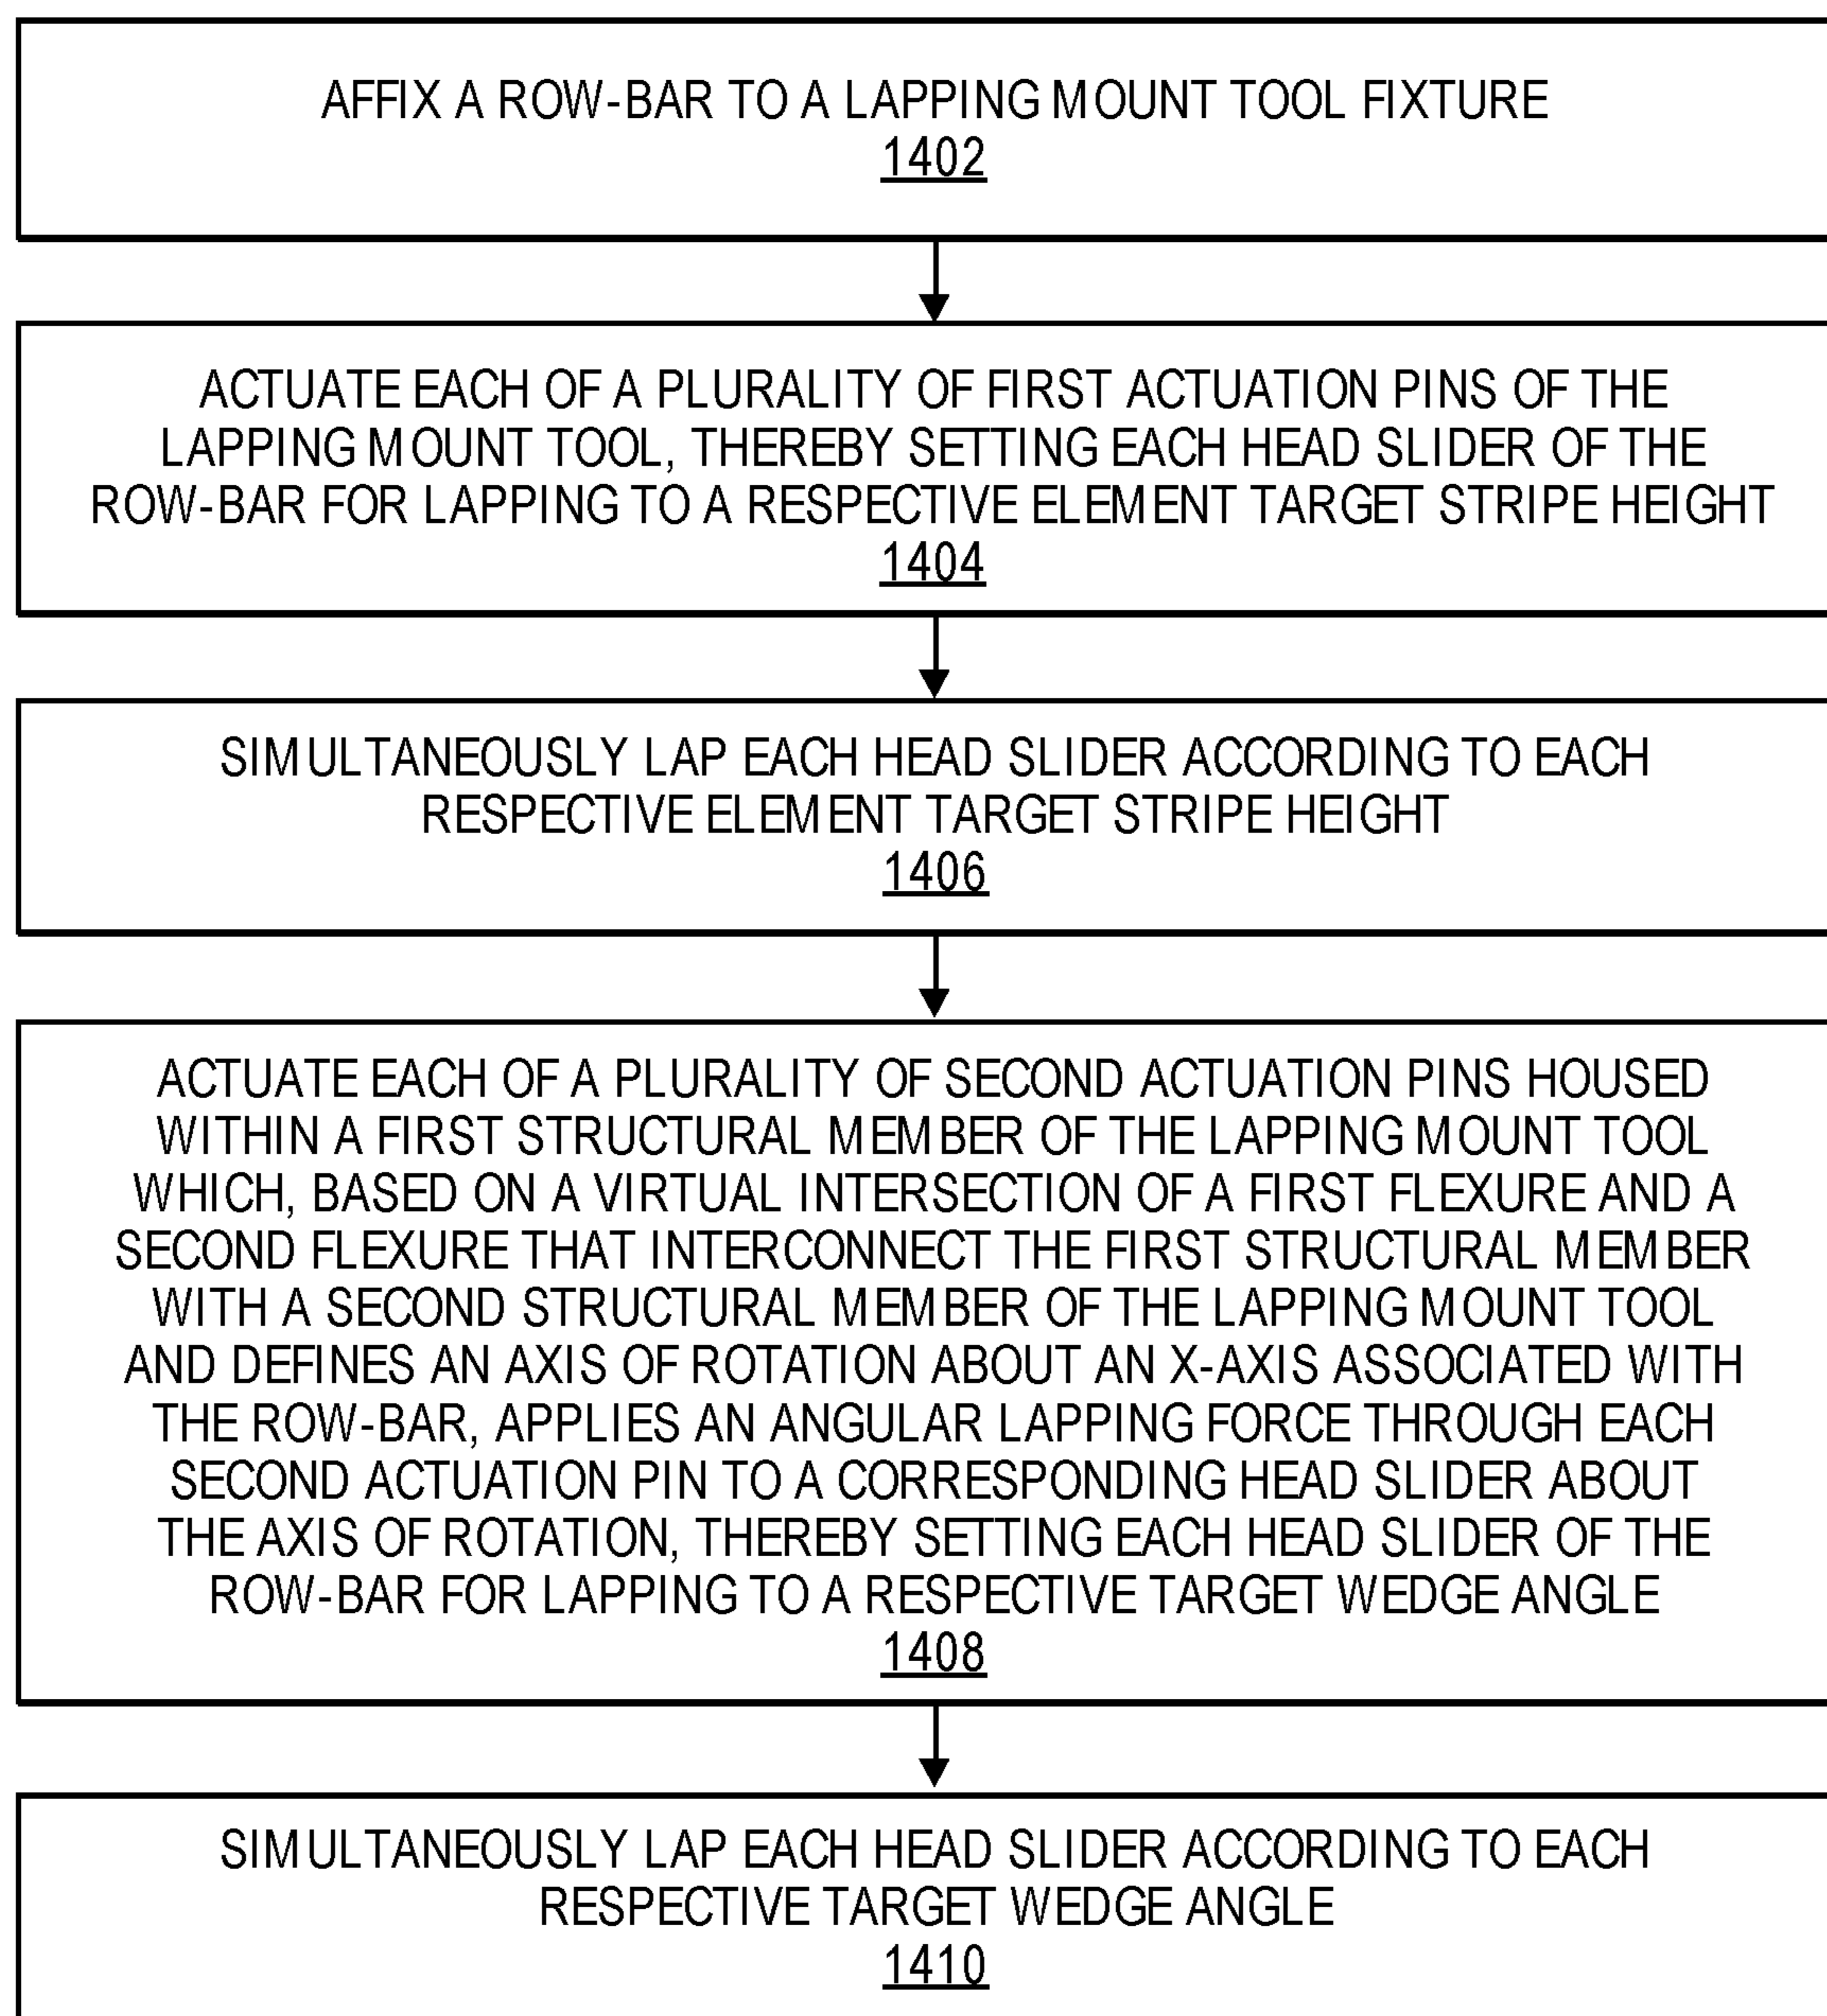 AFFIX A ROW-BAR TO A LAPPING MOUNT TOOL FIXTURE
1402
ACTUATE EACH OF A PLURALITY OF FIRST ACTUATION PINS OF THE
LAPPING MOUNT TOOL, THEREBY SETTING EACH HEAD SLIDER OF THE
ROW-BAR FOR LAPPING TO A RESPECTIVE ELEMENT TARGET STRIPE HEIGHT
1404
SIMULTANEOUSLY LAP EACH HEAD SLIDER ACCORDING TO EACH
RESPECTIVE ELEMENT TARGET STRIPE HEIGHT
1406
ACTUATE EACH OF A PLURALITY OF SECOND ACTUATION PINS HOUSED
WITHIN A FIRST STRUCTURAL MEMBER OF THE LAPPING MOUNT TOOL
WHICH, BASED ON A VIRTUAL INTERSECTION OF A FIRST FLEXURE AND A
SECOND FLEXURE THAT INTERCONNECT THE FIRST STRUCTURAL MEMBER
WITH A SECOND STRUCTURAL MEMBER OF THE LAPPING MOUNT TOOL
AND DEFINES AN AXIS OF ROTATION ABOUT AN X-AXIS ASSOCIATED WITH
THE ROW-BAR, APPLIES AN ANGULAR LAPPING FORCE THROUGH EACH
SECOND ACTUATION PIN TO A CORRESPONDING HEAD SLIDER ABOUT
THE AXIS OF ROTATION, THEREBY SETTING EACH HEAD SLIDER OF THE
ROW-BAR FOR LAPPING TO A RESPECTIVE TARGET WEDGE ANGLE
1408
SIMULTANEOUSLY LAP EACH HEAD SLIDER ACCORDING TO EACH
RESPECTIVE TARGET WEDGE ANGLE
1410